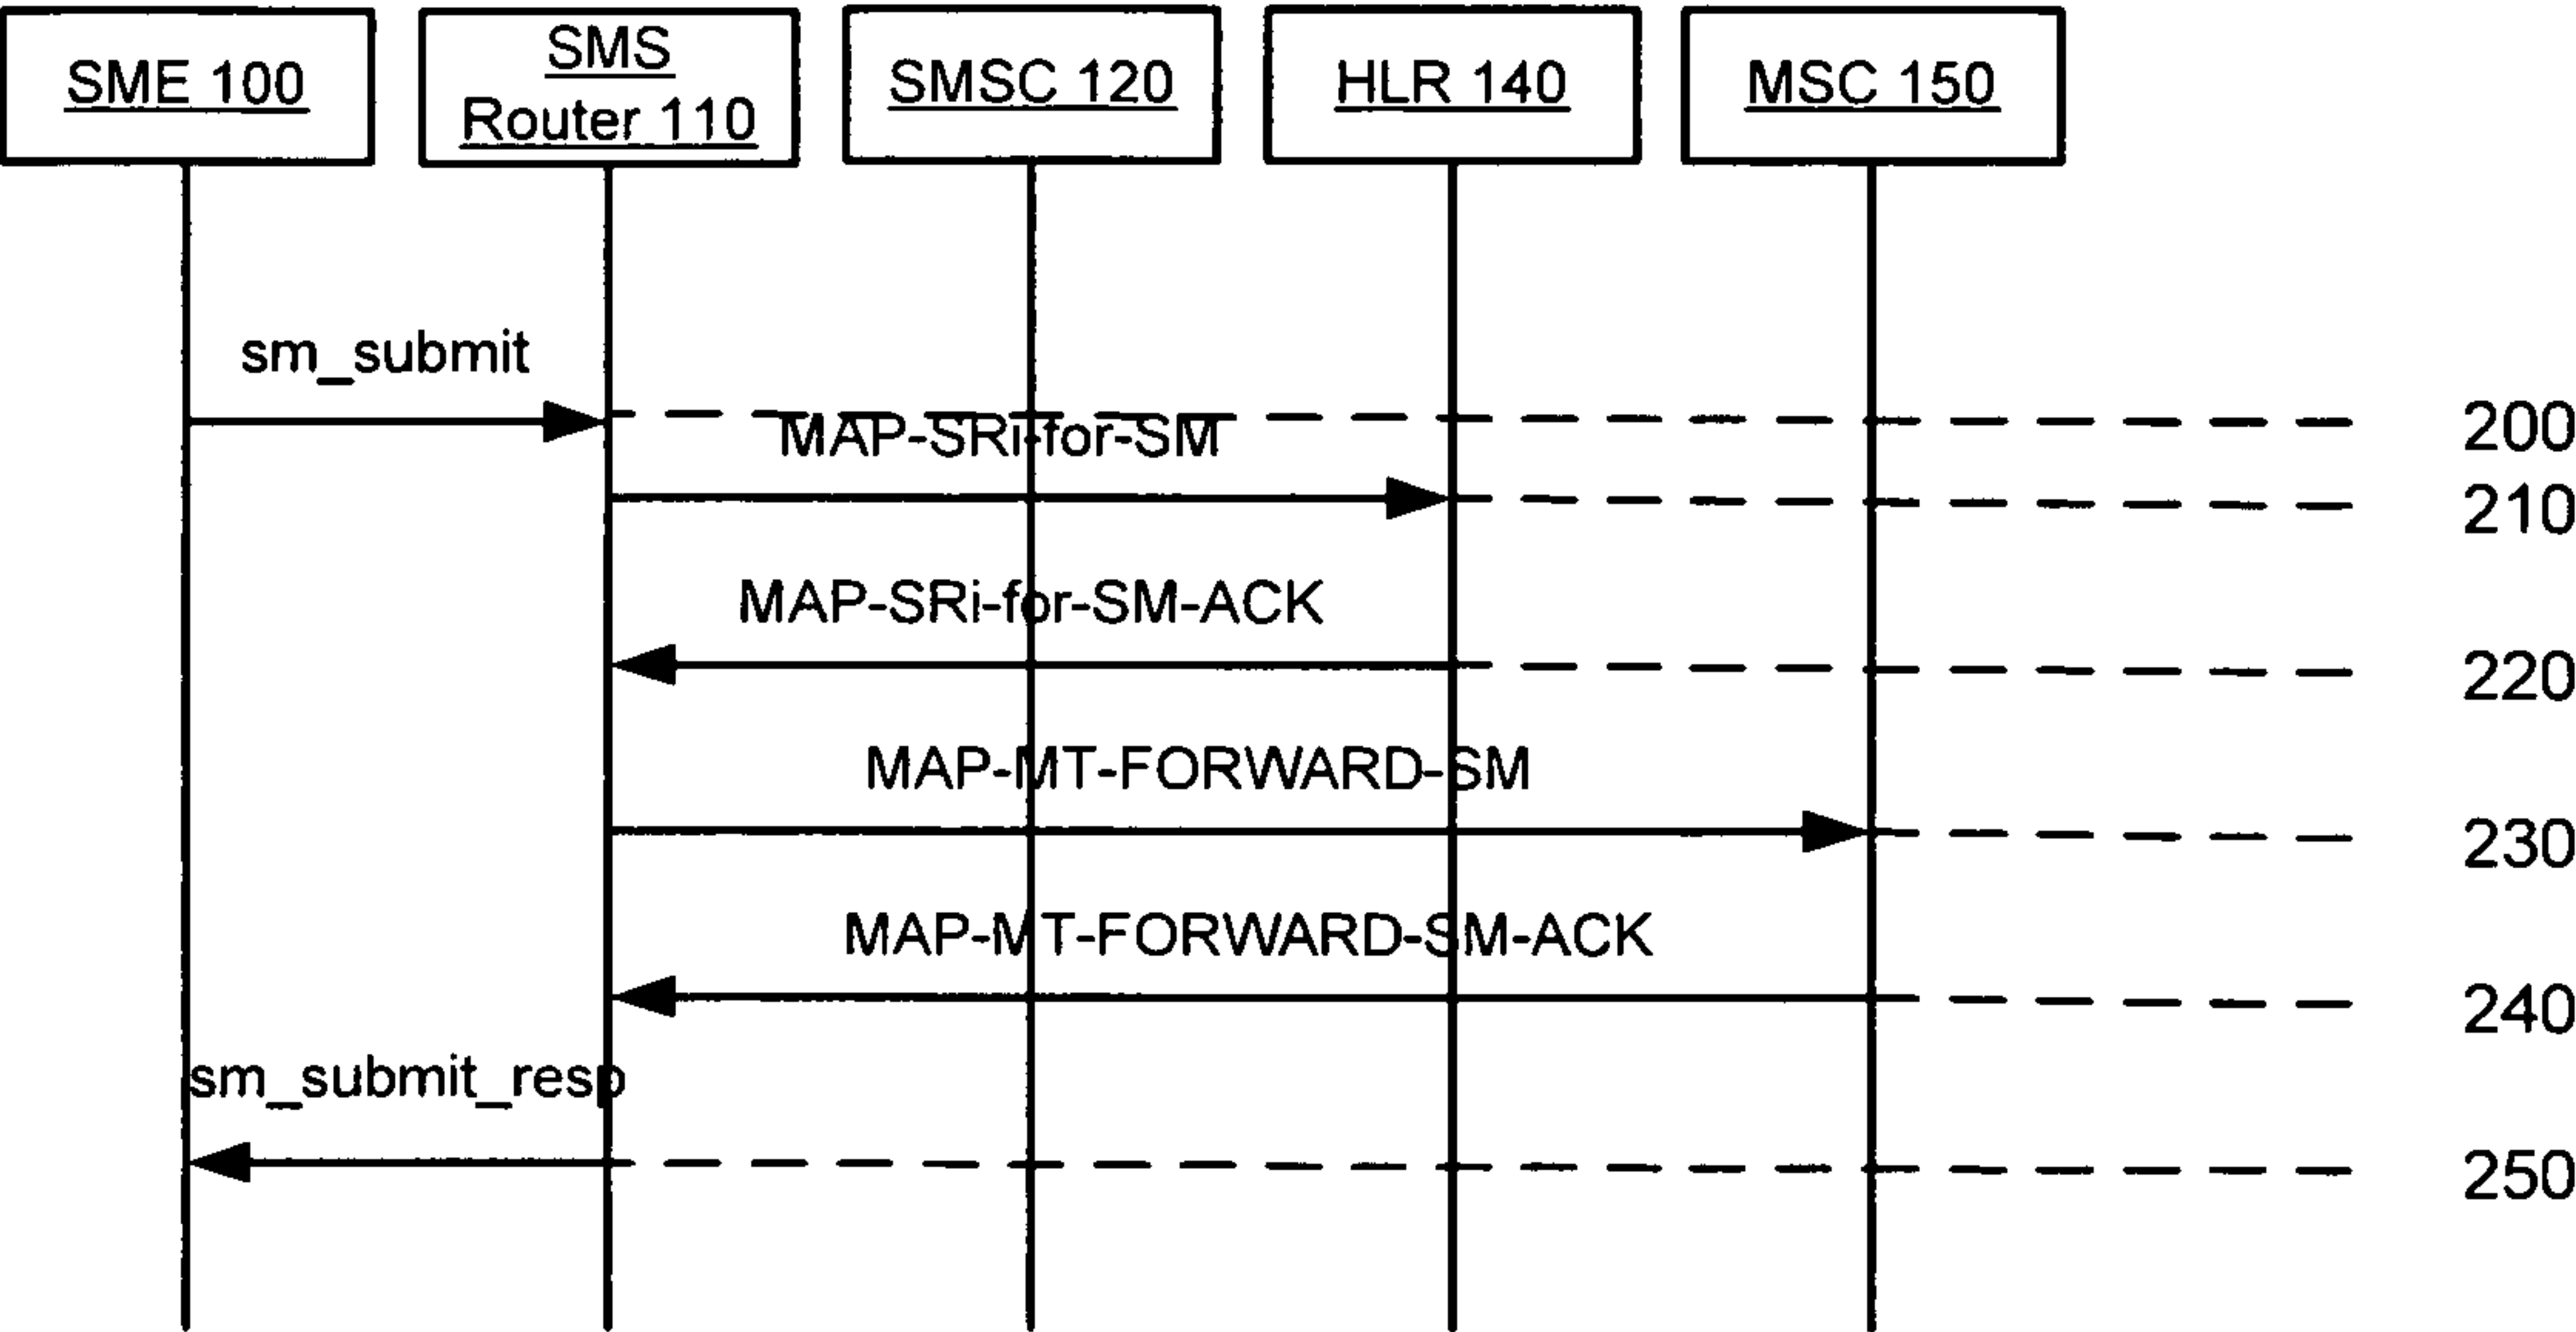 SME 100
SMS
Router 110
SMSC 120
HLR 140
MSC 150
sm_submit
200
MAP-SRi-for-SM
210
MAP-SRi-for-SM-ACK
220
MAP-MT-FORWARD-SM
230
MAP-MT-FORWARD-SM-ACK
240
sm_submit_resp
250